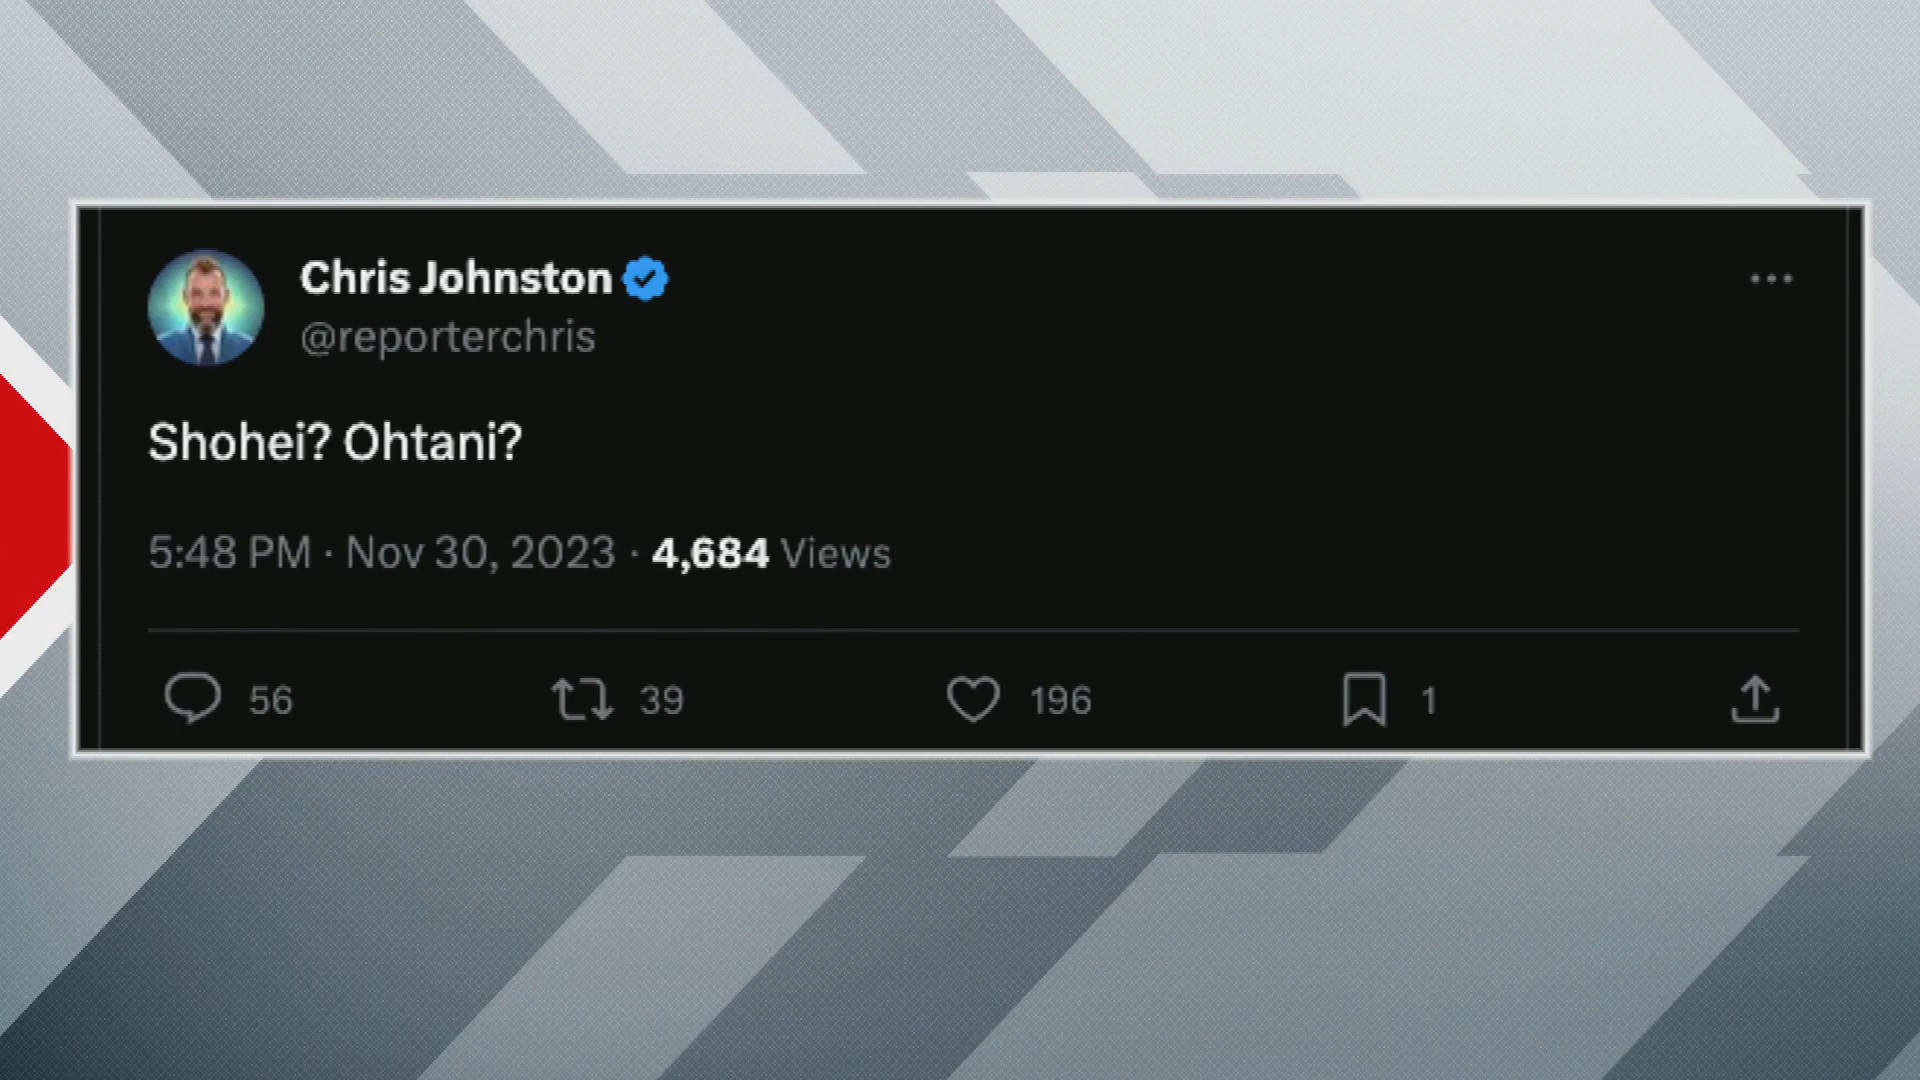 Chris Johnston
@reporterchris
Shohei? Ohtani?
5:48 PM · Nov 30, 2023 · 4,684 Views
56 39 196 1